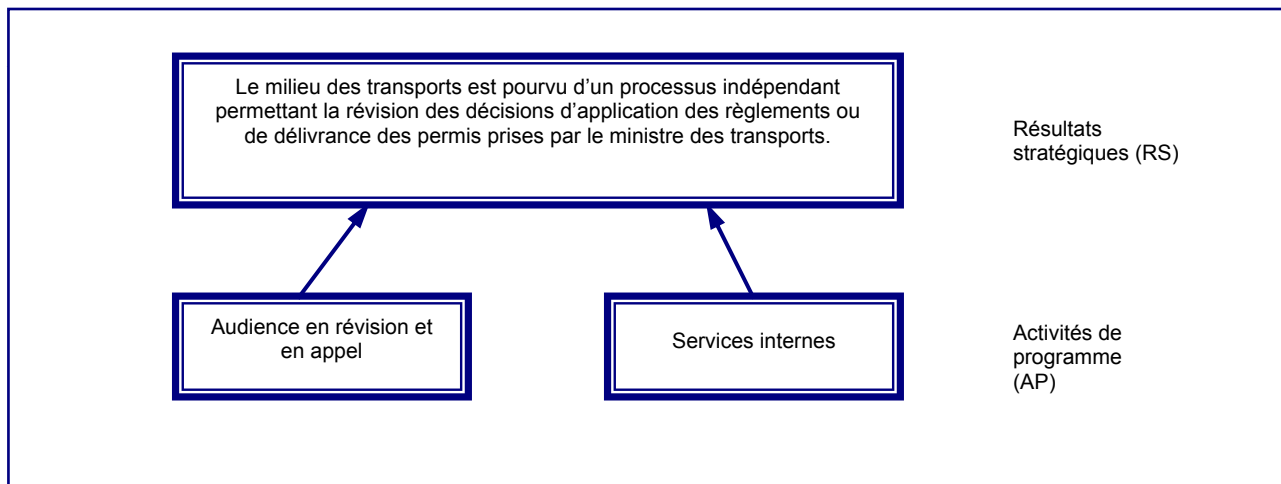 Le milieu des transports est pourvu d’un processus indépendant
permettant la révision des décisions d’application des règlements ou
de délivrance des permis prises par le ministre des transports.
Résultats
stratégiques (RS)
Audience en révision et
en appel
Services internes
Activités de
programme
(AP)